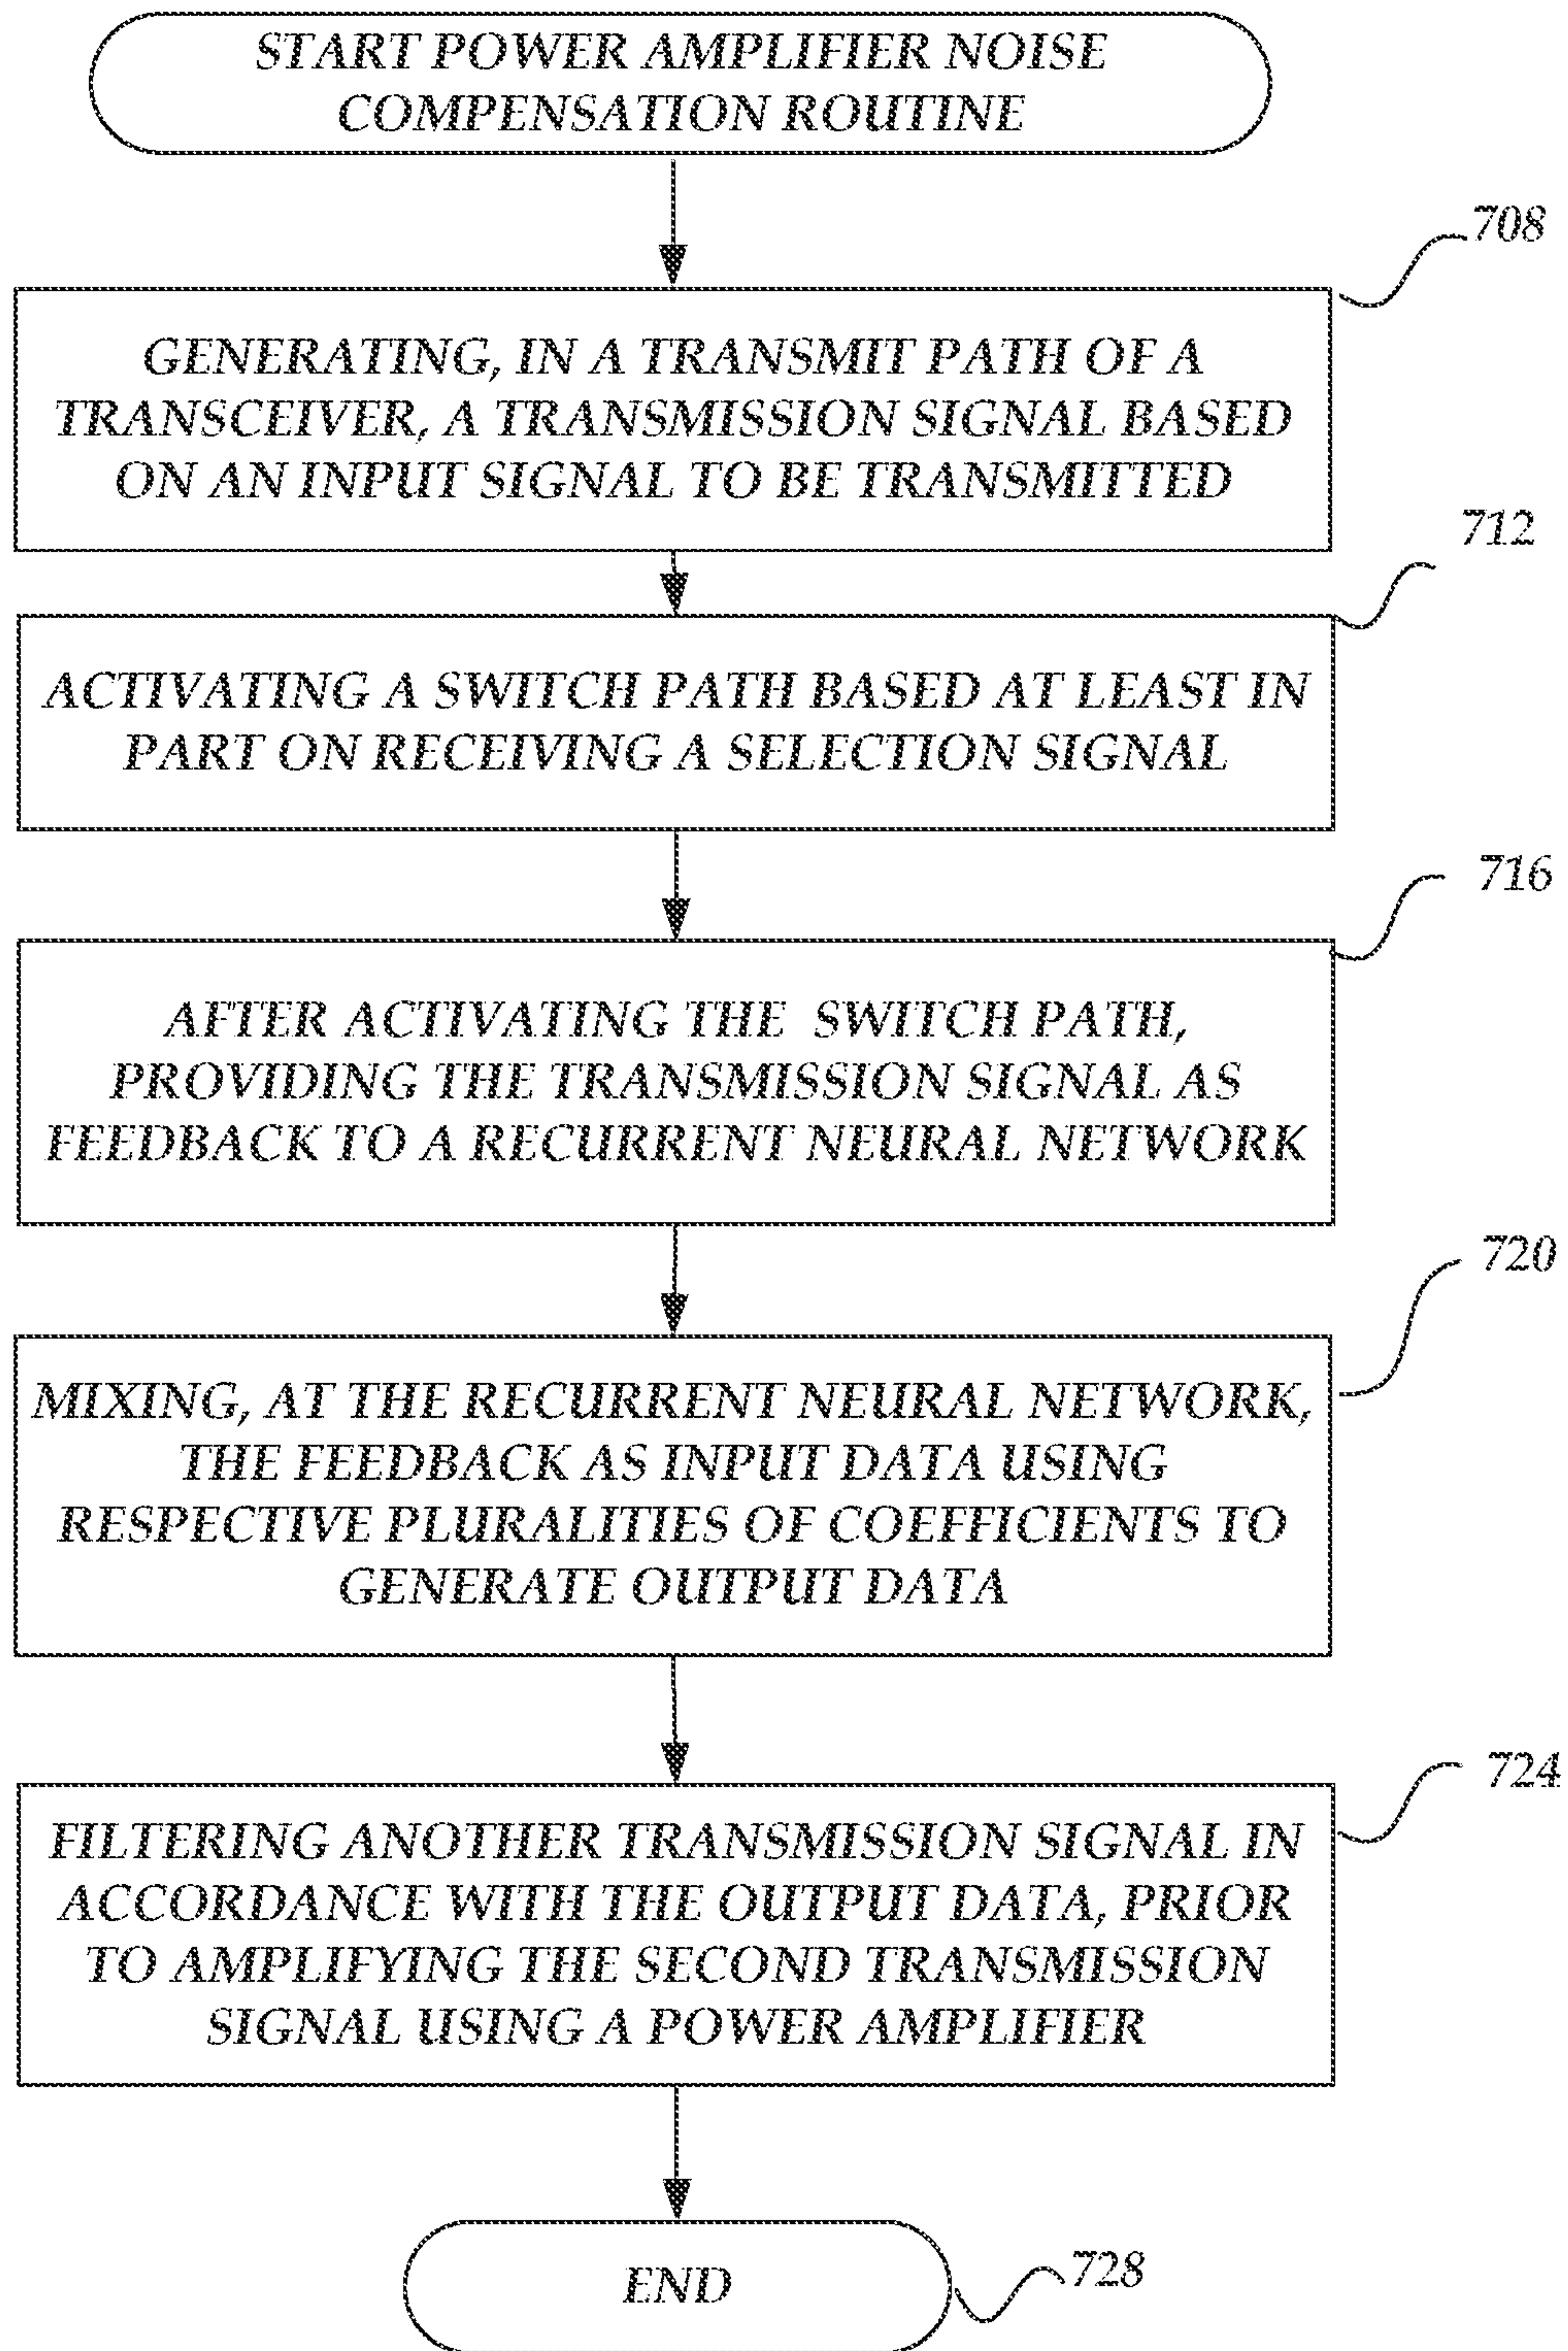 START POWER AMPLIFIER NOISE
COMPENSATION ROUTINE
708
GENERATING, IN A TRANSMIT PATH OF A
TRANSCEIVER, A TRANSMISSION SIGNAL BASED
ON AN INPUT SIGNAL TO BE TRANSMITTED
712
ACTIVATING A SWITCH PATH BASED AT LEAST IN
PART ON RECEIVING A SELECTION SIGNAL
716
AFTER ACTIVATING THE SWITCH PATH,
PROVIDING THE TRANSMISSION SIGNAL AS
FEEDBACK TO A RECURRENT NEURAL NETWORK
720
MIXING, AT THE RECURRENT NEURAL NETWORK,
THE FEEDBACK AS INPUT DATA USING
RESPECTIVE PLURALITIES OF COEFFICIENTS TO
GENERATE OUTPUT DATA
724
FILTERING ANOTHER TRANSMISSION SIGNAL IN
ACCORDANCE WITH THE OUTPUT DATA, PRIOR
TO AMPLIFYING THE SECOND TRANSMISSION
SIGNAL USING A POWER AMPLIFIER
END
728